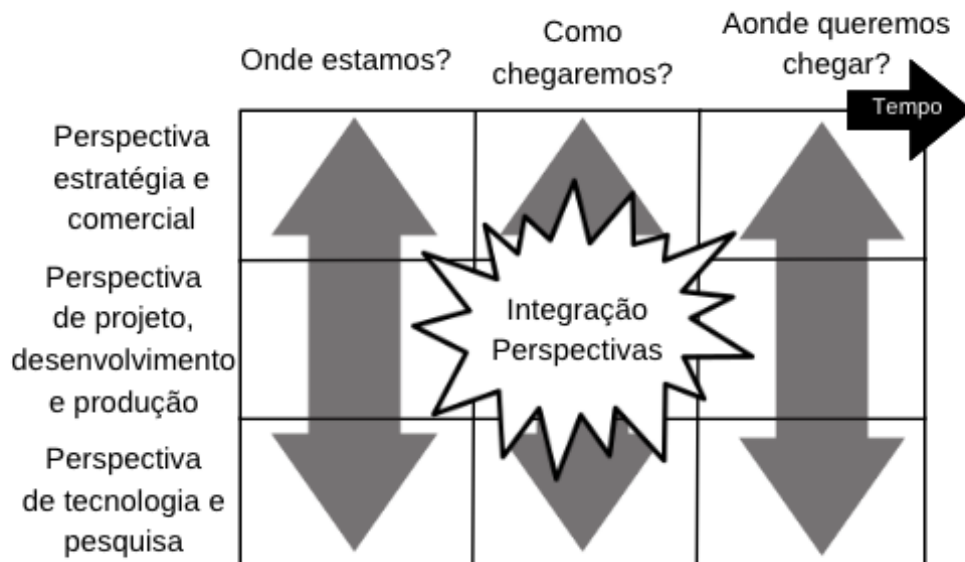 Onde estamos?
Como
chegaremos?
Aonde queremos
chegar?
Tempo
Perspectiva
estratégia e
comercial
Perspectiva
de projeto,
desenvolvimento
e produção
Integração
Perspectivas
Perspectiva
de tecnologia e
pesquisa